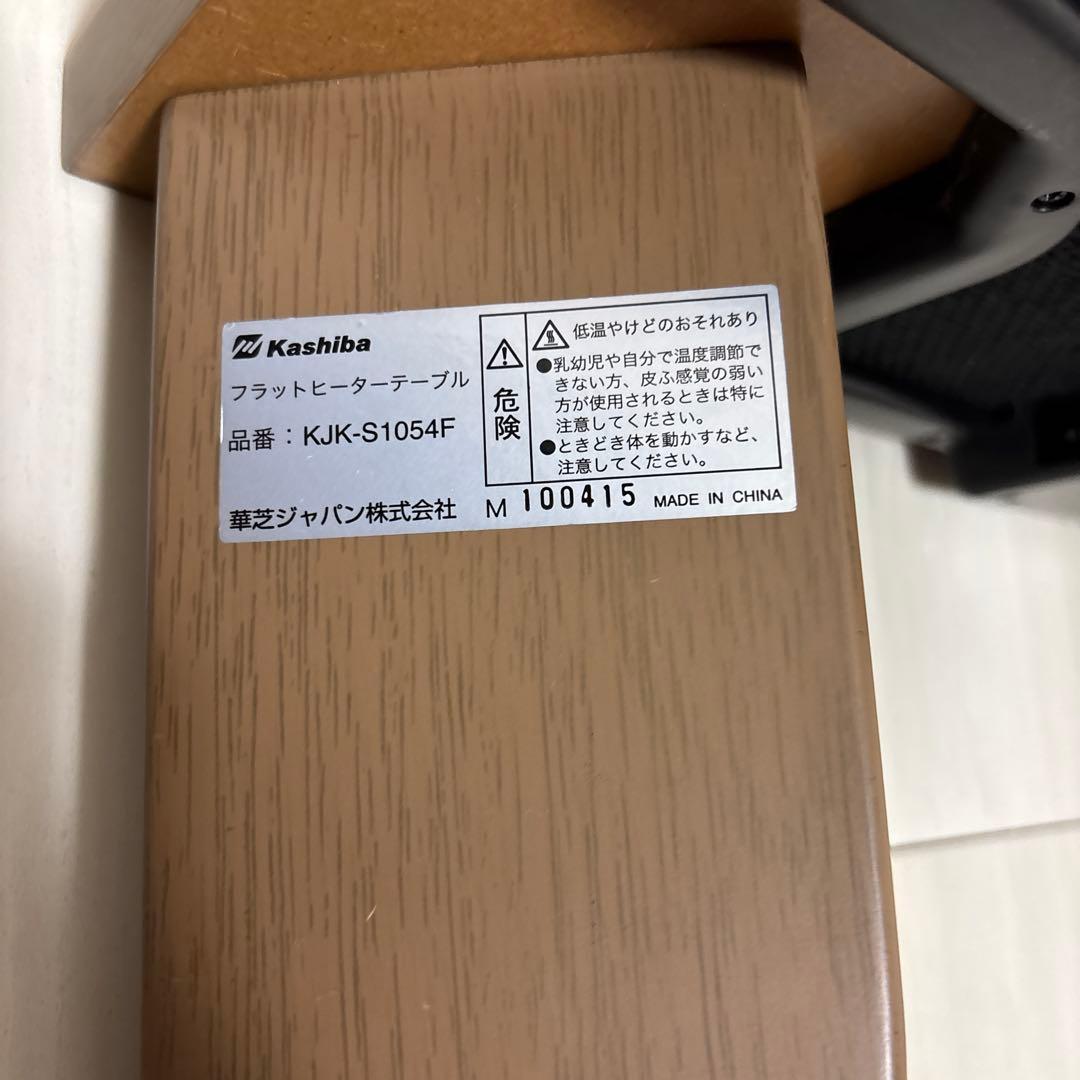 Kashiba
フラットヒーターテーブル
品番：KJK-S1054F
華芝ジャパン株式会社
危険
低温やけどのおそれあり
●乳幼児や自分で温度調節で
きない方、皮ふ感覚の弱い
方が使用されるときは特に
注意してください。
●ときどき体を動かすなど、
注意してください。
M 100415 MADE IN CHINA